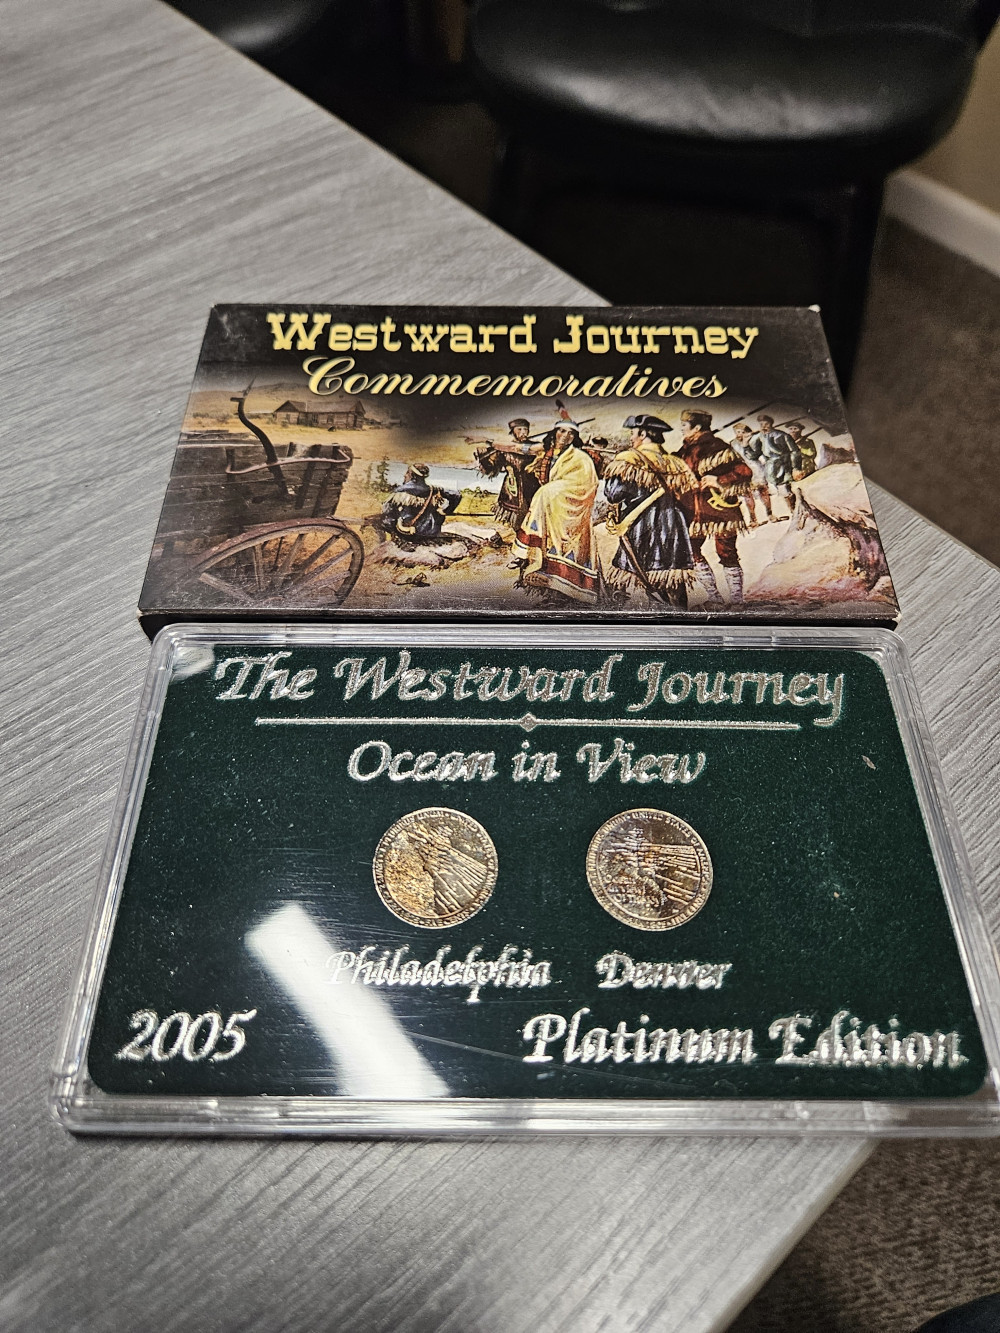 Westward Journey
Commemoratives
The Westward Journey
Ocean in View
Philadelphia Denver
2005 Platinum Edition